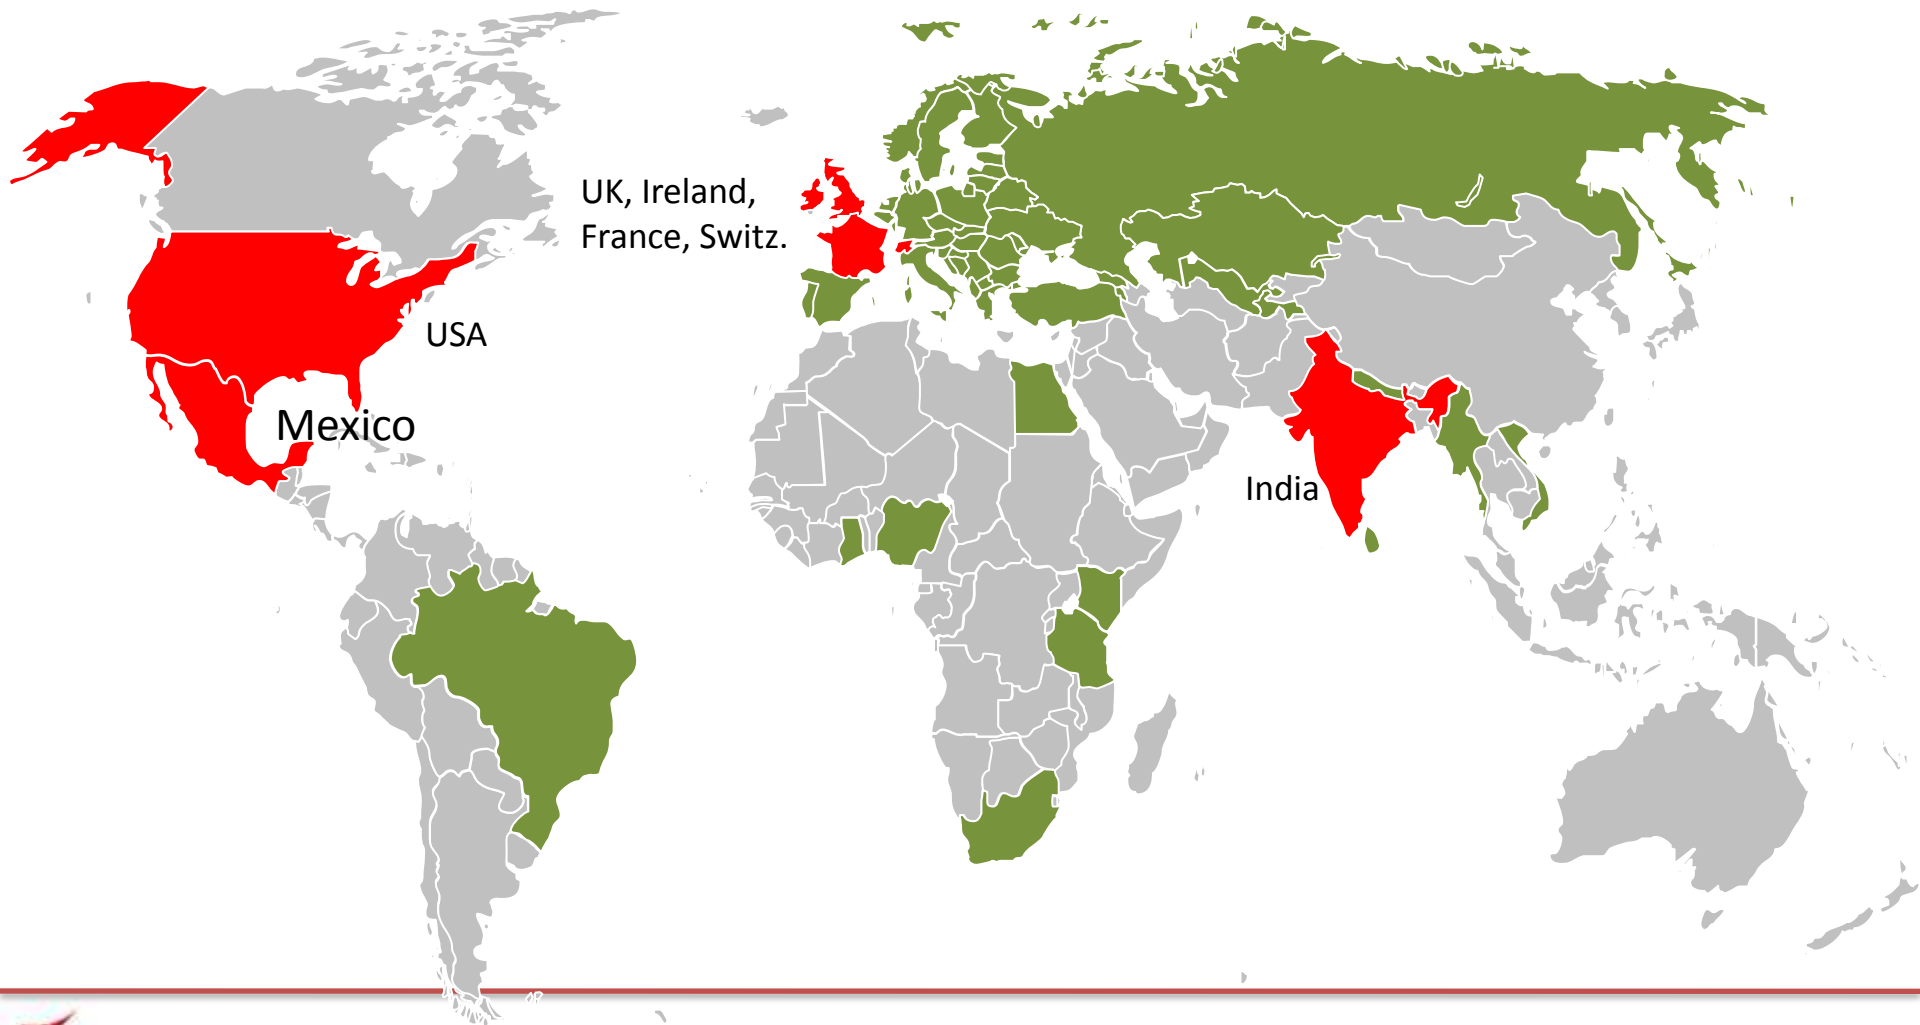 UK, Ireland,
France, Switz.
USA
Mexico
India